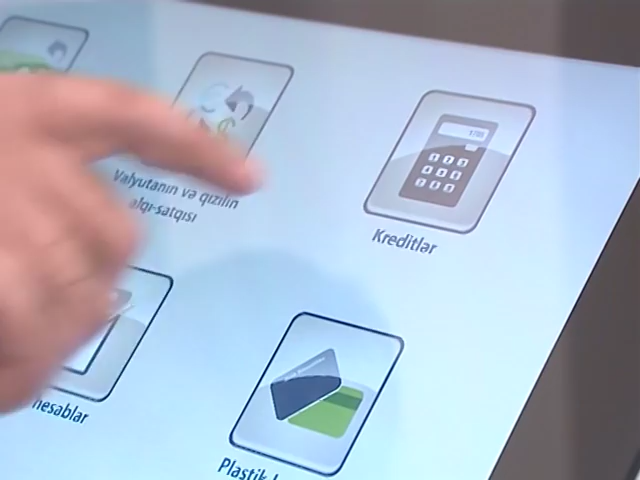 Valyutanın və qızılın
alqı-satqısı
Kreditlər
hesablar
Plastik